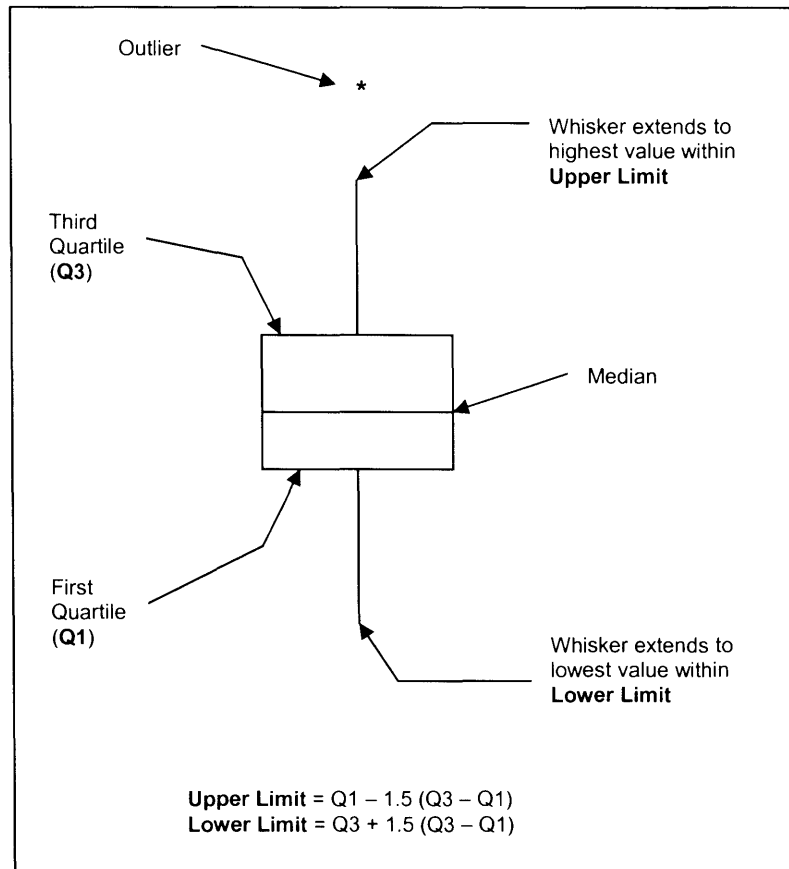 Outlier
*
Whisker extends to
highest value within
Upper Limit
Third
Quartile
(Q3)
Median
First
Quartile
(Q1)
Whisker extends to
lowest value within
Lower Limit
Upper Limit = Q1 – 1.5 (Q3 – Q1)
Lower Limit = Q3 + 1.5 (Q3 – Q1)